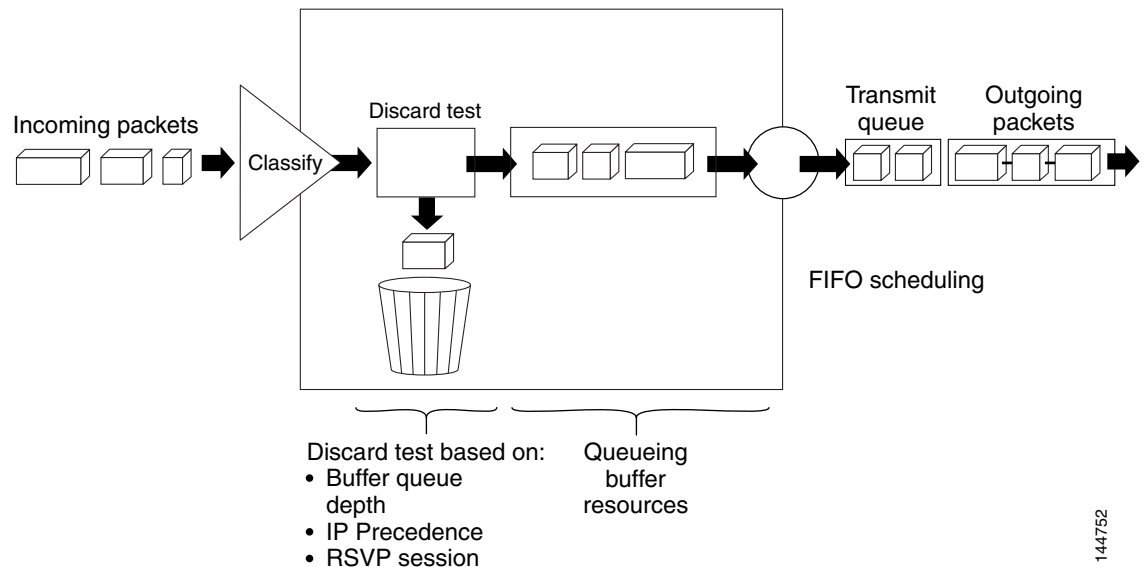 Incoming packets
Classify
Discard test
Transmit
queue
Outgoing
packets
FIFO scheduling
Discard test based on:
• Buffer queue
depth
• IP Precedence
• RSVP session
Queueing
buffer
resources
144752